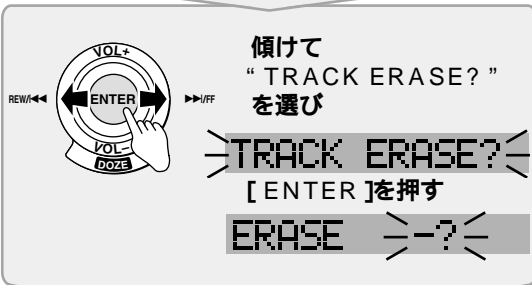 VOL+
REW/I◀◀
ENTER
▶▶I/FF
VOL−
DOZE
傾けて
“ TRACK ERASE? ”
を選び
TRACK ERASE?
[ ENTER ]を押す
ERASE −?